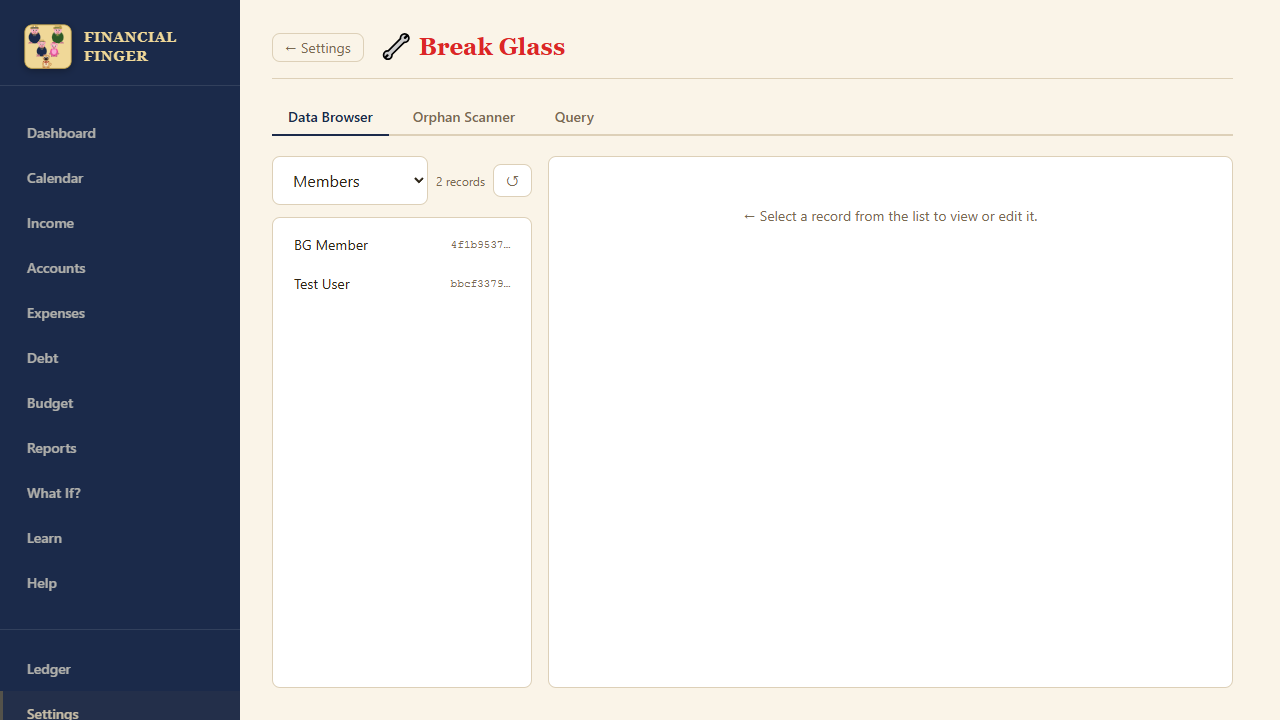 FINANCIAL
FINGER
Dashboard
Calendar
Income
Accounts
Expenses
Debt
Budget
Reports
What If?
Learn
Help
Ledger
Settings
← Settings
Break Glass
Data Browser
Orphan Scanner
Query
Members
2 records
↺
BG Member
4f1b9537…
Test User
bbcf3379…
← Select a record from the list to view or edit it.